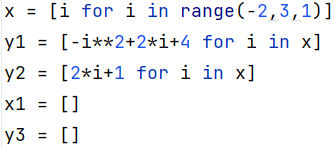 x = [i for i in range(-2,3,1)]
y1 = [-i**2+2*i+4 for i in x]
y2 = [2*i+1 for i in x]
x1 = []
y3 = []